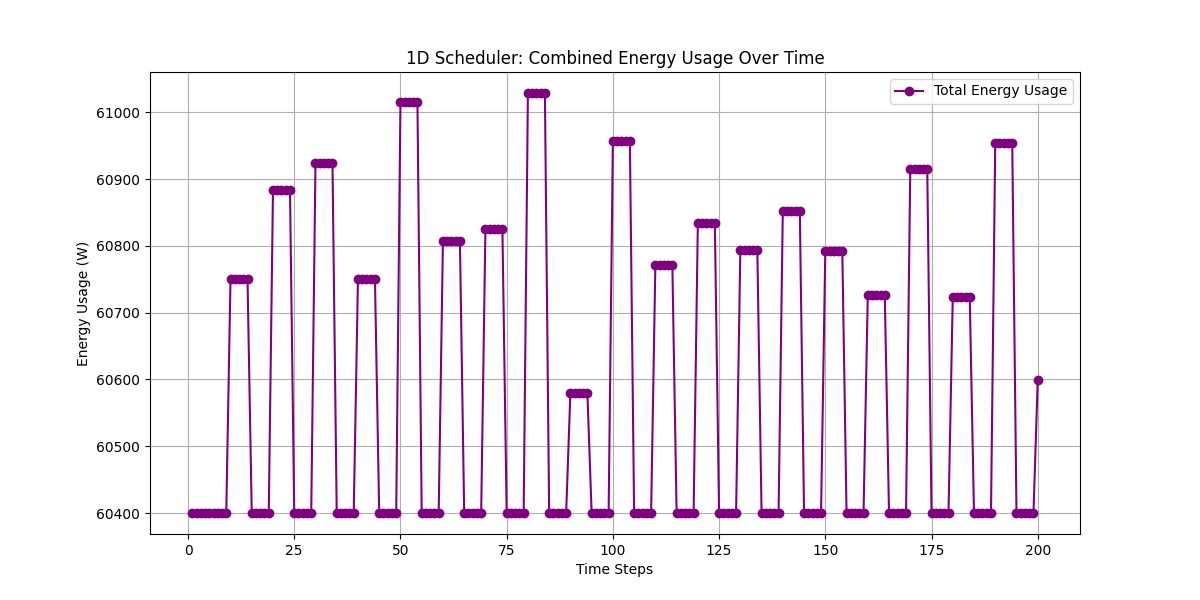 1D Scheduler: Combined Energy Usage Over Time
Total Energy Usage
Energy Usage (W)
61000
60900
60800
60700
60600
60500
60400
0 25 50 75 100 125 150 175 200
Time Steps